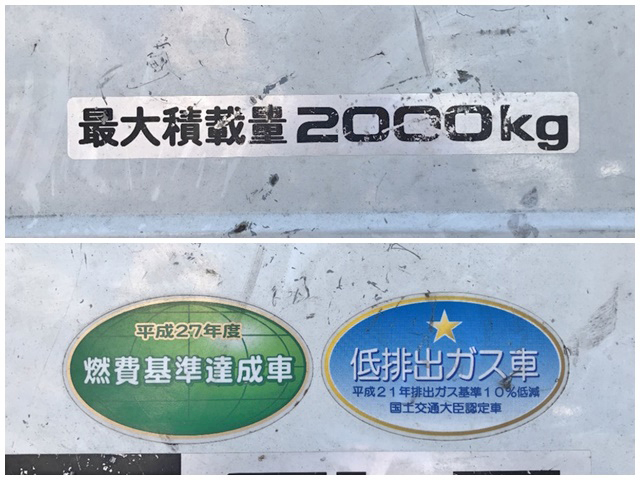 最大積載量2000kg
平成27年度
燃費基準達成車
低排出ガス車
平成21年排出ガス基準10%低減
国土交通大臣認定車